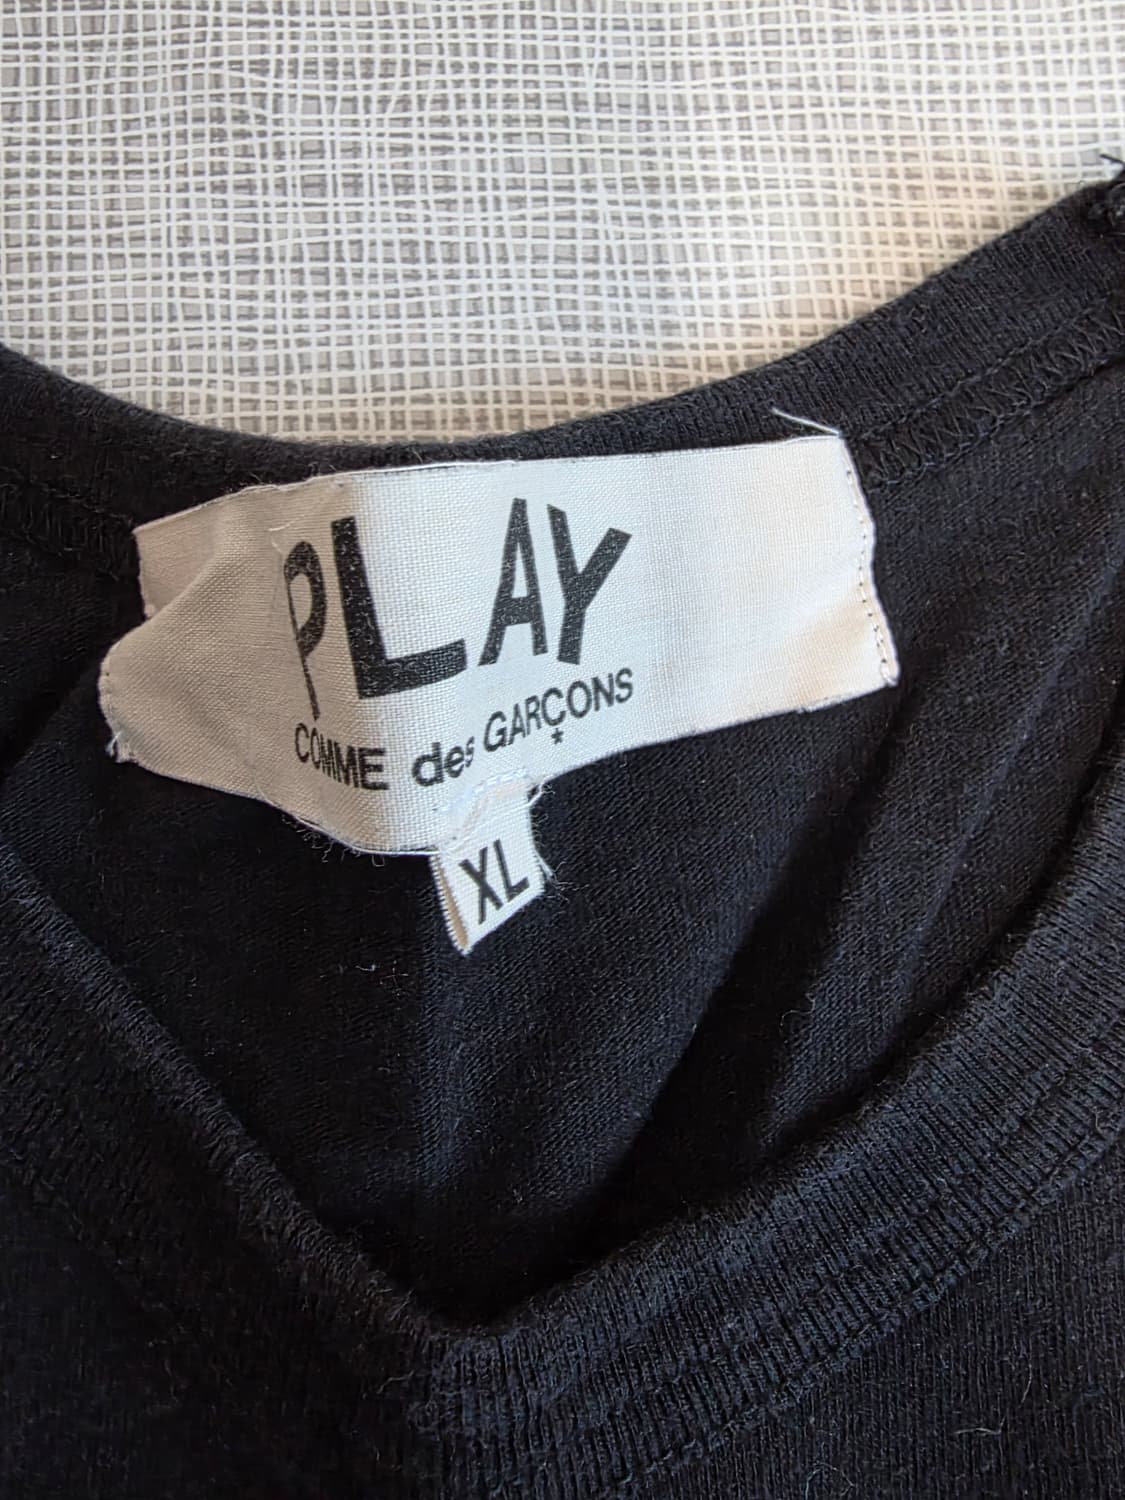 PLAY
COMME des GARÇONS
*
XL